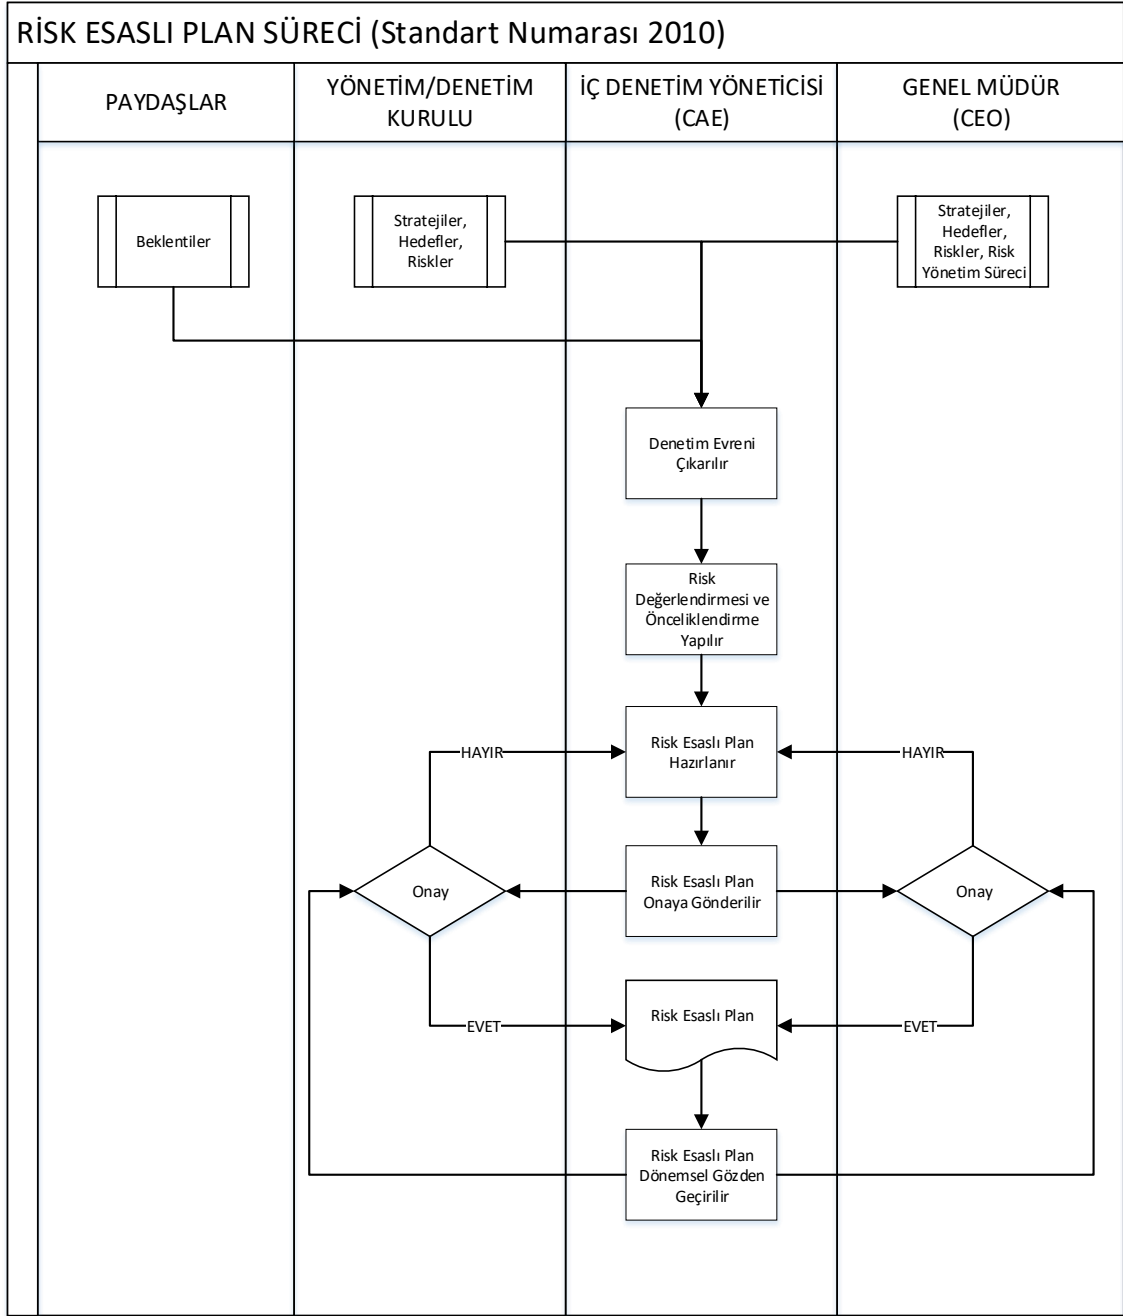 RİSK ESASLI PLAN SÜRECİ (Standart Numarası 2010)
PAYDAŞLAR
YÖNETİM/DENETİM
KURULU
İÇ DENETİM YÖNETİCİSİ
(CAE)
GENEL MÜDÜR
(CEO)
Beklentiler
Stratejiler,
Hedefler,
Riskler
Stratejiler,
Hedefler,
Riskler, Risk
Yönetim Süreci
Denetim Evreni
Çıkarılır
Risk
Değerlendirmesi ve
Önceliklendirme
Yapılır
HAYIR
Risk Esaslı Plan
Hazırlanır
HAYIR
Onay
Risk Esaslı Plan
Onaya Gönderilir
Onay
EVET
Risk Esaslı Plan
EVET
Risk Esaslı Plan
Dönemsel Gözden
Geçirilir